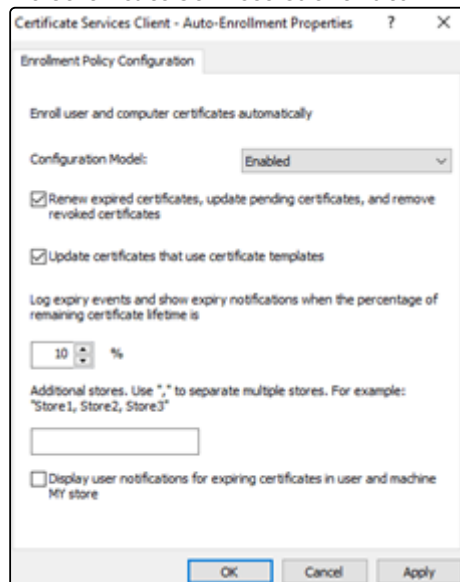 Certificate Services Client - Auto-Enrollment Properties ? ×
Enrollment Policy Configuration
Enroll user and computer certificates automatically
Configuration Model: Enabled
Renew expired certificates, update pending certificates, and remove
revoked certificates
Update certificates that use certificate templates
Log expiry events and show expiry notifications when the percentage of
remaining certificate lifetime is
10 %
Additional stores. Use "," to separate multiple stores. For example:
"Store1, Store2, Store3"
Display user notifications for expiring certificates in user and machine
MY store
OK Cancel Apply